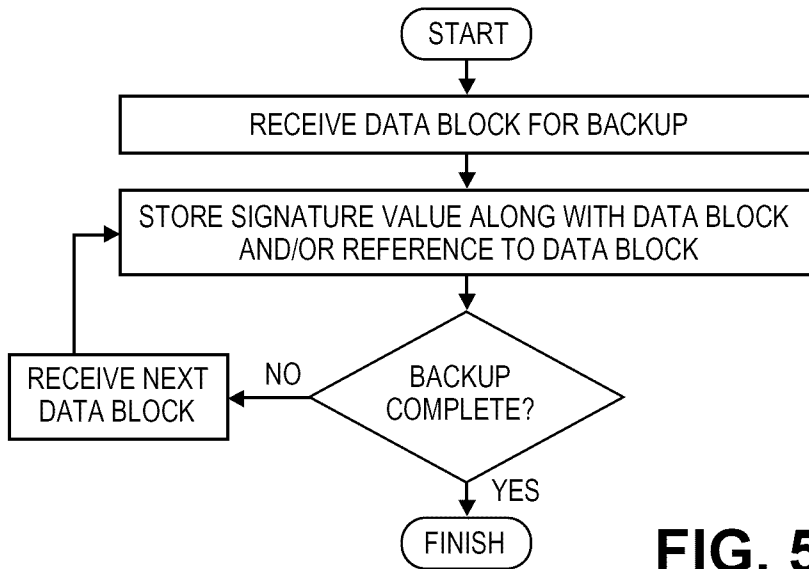 START
RECEIVE DATA BLOCK FOR BACKUP
STORE SIGNATURE VALUE ALONG WITH DATA BLOCK
AND/OR REFERENCE TO DATA BLOCK
RECEIVE NEXT
DATA BLOCK
NO
BACKUP
COMPLETE?
YES
FINISH
FIG. 5